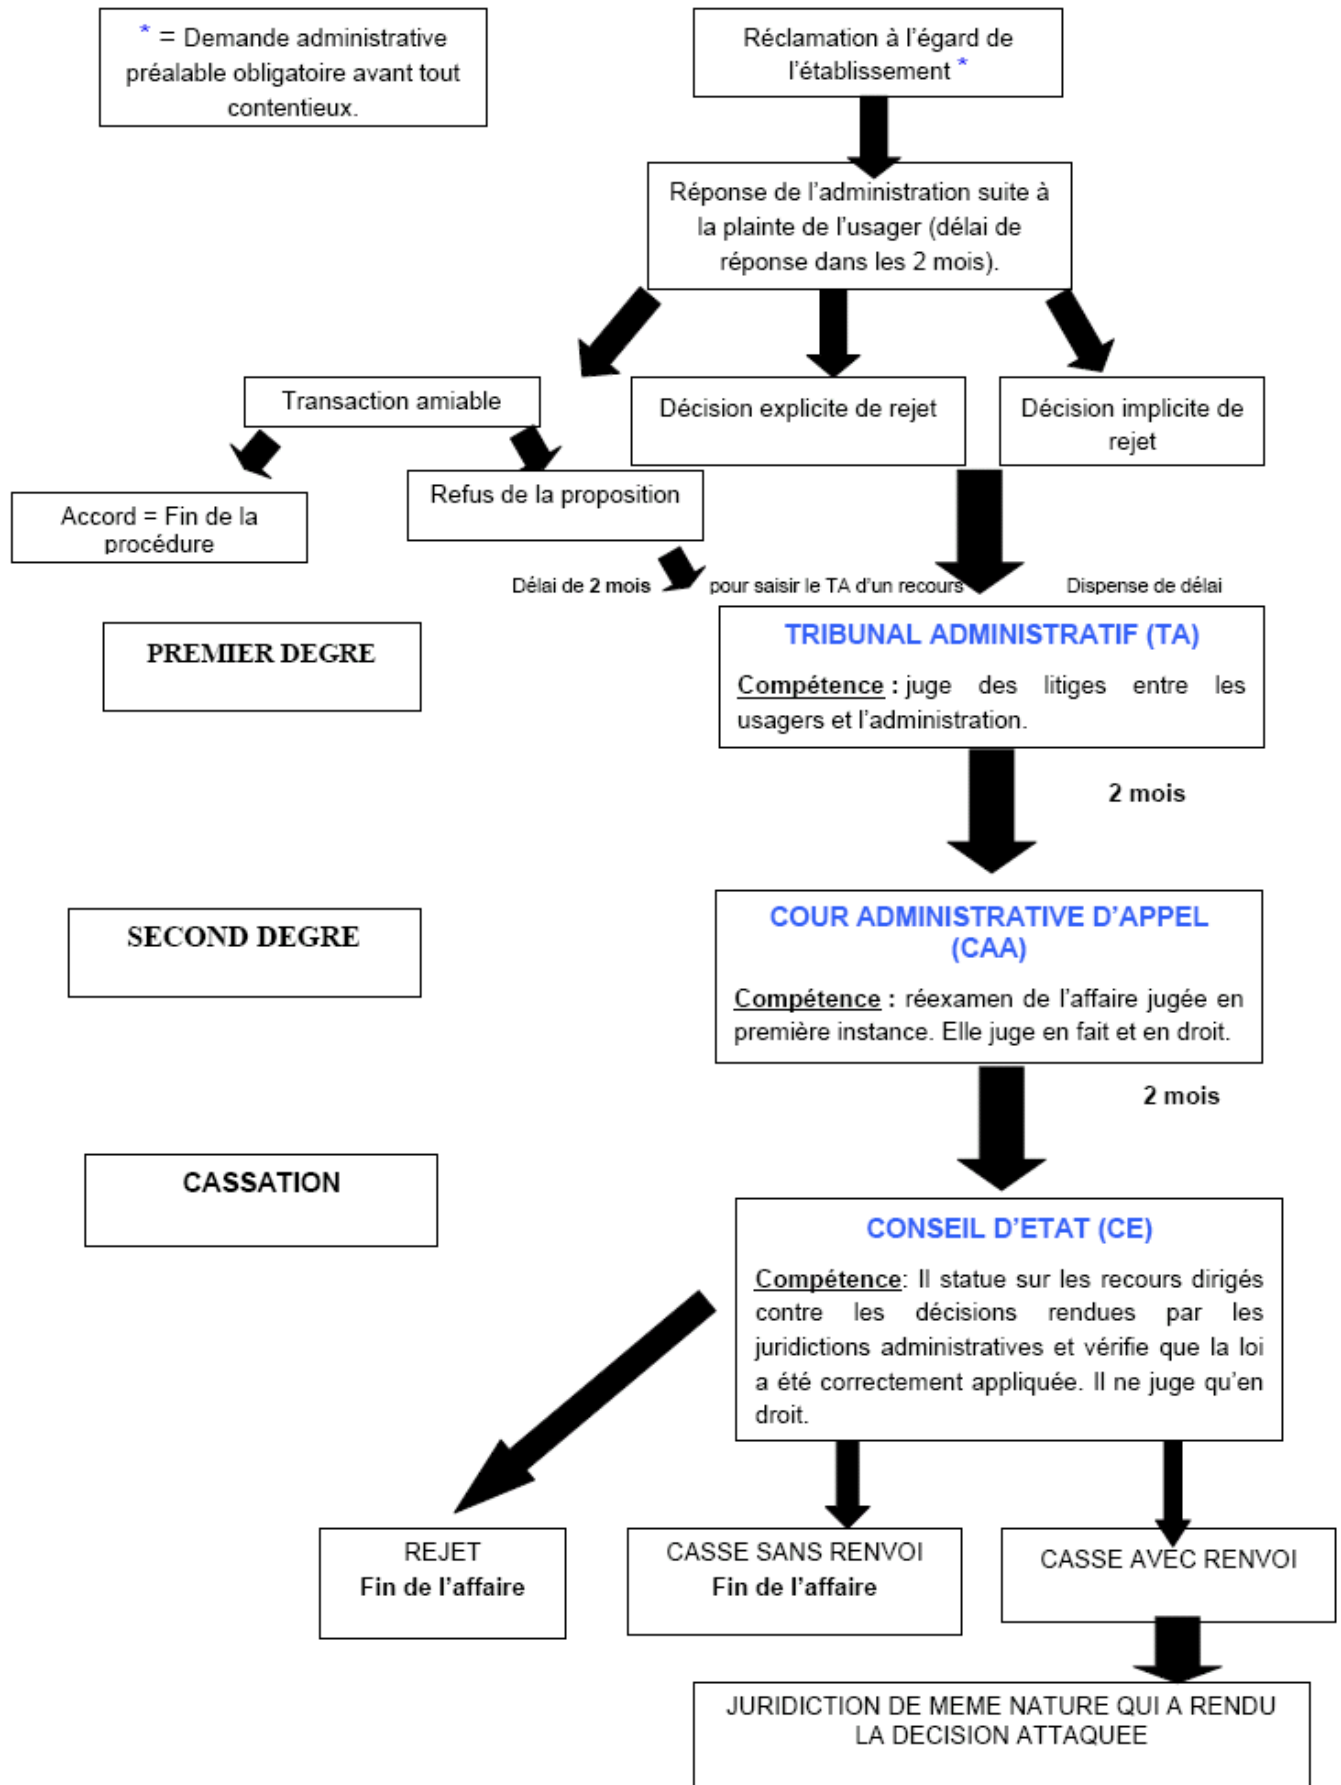 * = Demande administrative
préalable obligatoire avant tout
contentieux.
Réclamation à l'égard de
l'établissement *
Réponse de l'administration suite à
la plainte de l'usager (délai de
réponse dans les 2 mois).
Transaction amiable
Décision explicite de rejet
Décision implicite de
rejet
Accord = Fin de la
procédure
Refus de la proposition
Délai de 2 mois pour saisir le TA d'un recours
Dispense de délai
PREMIER DEGRE
TRIBUNAL ADMINISTRATIF (TA)
Compétence : juge des litiges entre les
usagers et l'administration.
2 mois
SECOND DEGRE
COUR ADMINISTRATIVE D'APPEL
(CAA)
Compétence : réexamen de l'affaire jugée en
première instance. Elle juge en fait et en droit.
2 mois
CASSATION
CONSEIL D'ETAT (CE)
Compétence: Il statue sur les recours dirigés
contre les décisions rendues par les
juridictions administratives et vérifie que la loi
a été correctement appliquée. Il ne juge qu'en
droit.
REJET
Fin de l'affaire
CASSE SANS RENVOI
Fin de l'affaire
CASSE AVEC RENVOI
JURIDICTION DE MEME NATURE QUI A RENDU
LA DECISION ATTAQUEE